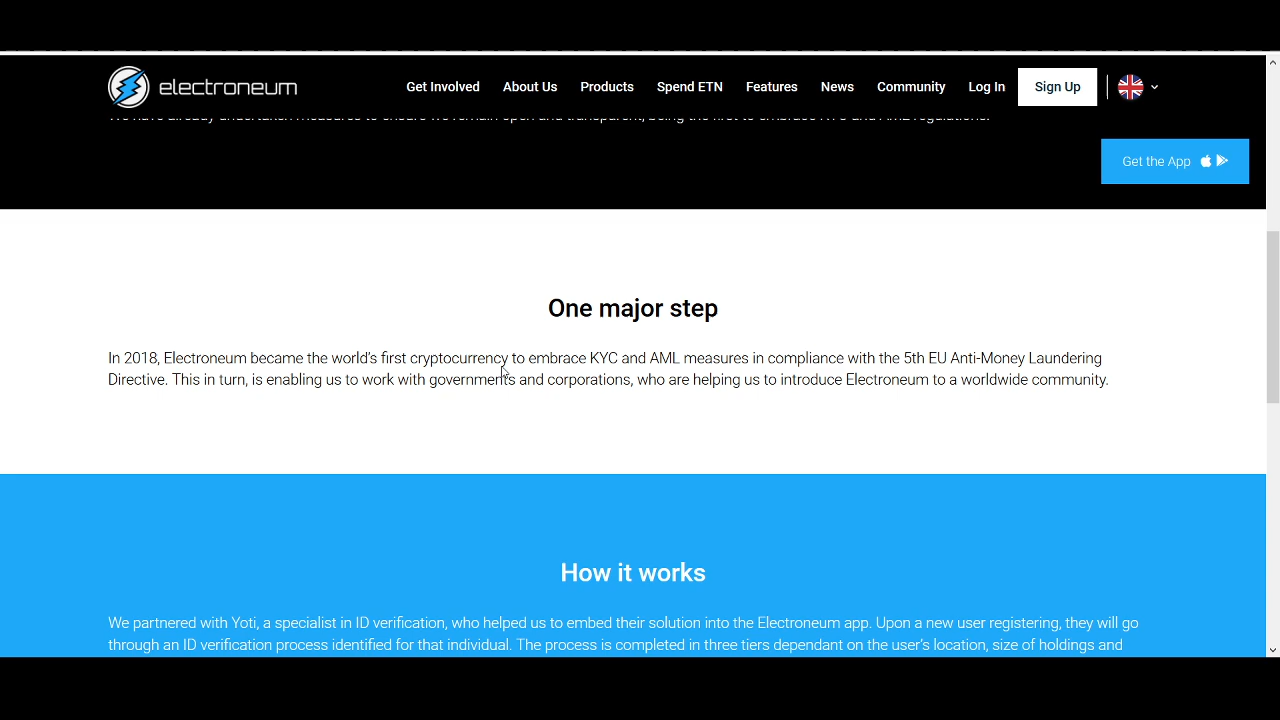 electroneum
Get Involved About Us Products Spend ETN Features News Community Log In Sign Up
We have already undertaken measures to ensure we remain open and transparent, being the first to embrace KYC and AML regulations.
Get the App
One major step
In 2018, Electroneum became the world's first cryptocurrency to embrace KYC and AML measures in compliance with the 5th EU Anti-Money Laundering
Directive. This in turn, is enabling us to work with governments and corporations, who are helping us to introduce Electroneum to a worldwide community.
How it works
We partnered with Yoti, a specialist in ID verification, who helped us to embed their solution into the Electroneum app. Upon a new user registering, they will go
through an ID verification process identified for that individual. The process is completed in three tiers dependant on the user's location, size of holdings and